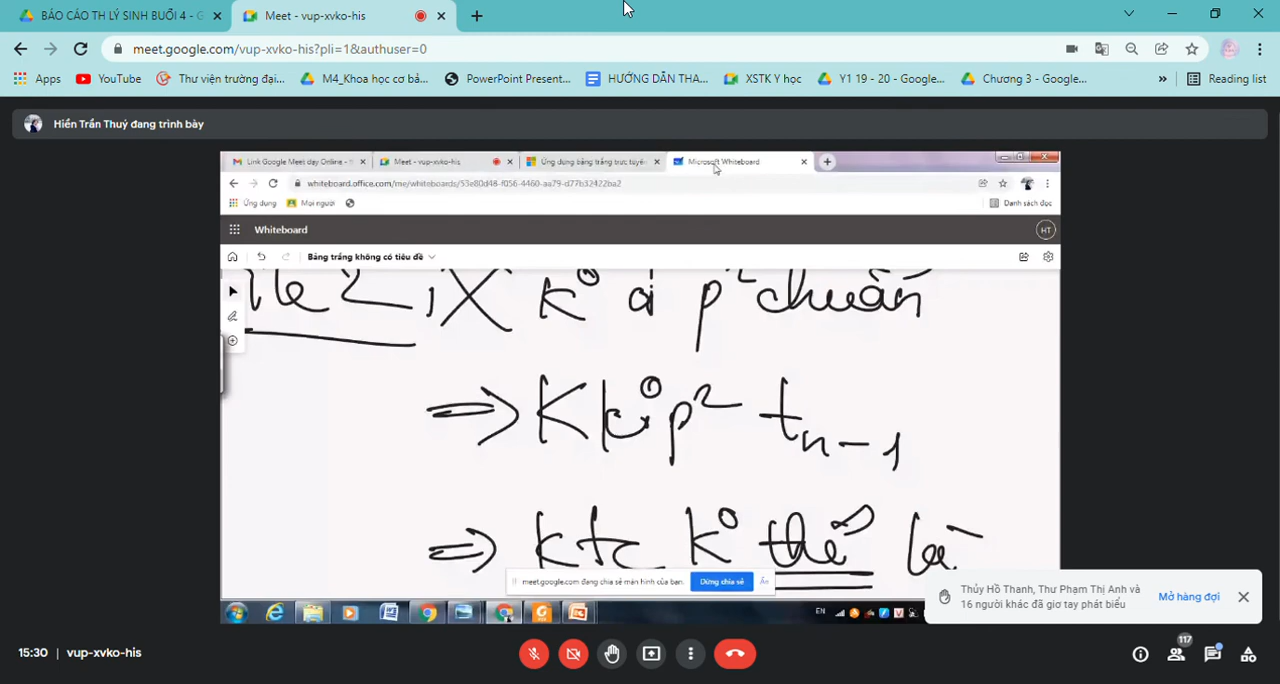 BÁO CÁO TH LÝ SINH BUỔI 4 - G
Meet - vup-xvko-his
meet.google.com/vup-xvko-his?pli=1&authuser=0
Apps YouTube Thư viện trường đai... M4_Khoa học cơ bả... PowerPoint Present... HƯỚNG DẪN THA... XSTK Y học Y1 19 - 20 - Google... Chương 3 - Google... » Reading list
Hiền Trần Thuý đang trình bày
Link Google Meet dạy Online - Meet - vup-xvko-his Ứng dụng bảng trắng trực tuyến Microsoft Whiteboard
whiteboard.office.com/me/whiteboards/53e80d48-f056-4460-aa79-d77b32422ba2
Ứng dụng Mọi người Danh sách đọc
Whiteboard HT
Bảng trắng không có tiêu đề
2, X k° có p² chuẩn
=> K k° p² t n-1
=> ktc k° thể là
meet.google.com đang chia sẻ màn hình của bạn. Dừng chia sẻ Ẩn
EN
Thủy Hồ Thanh, Thư Phạm Thị Anh và
16 người khác đã giơ tay phát biểu
Mở hàng đợi
15:30 | vup-xvko-his
117